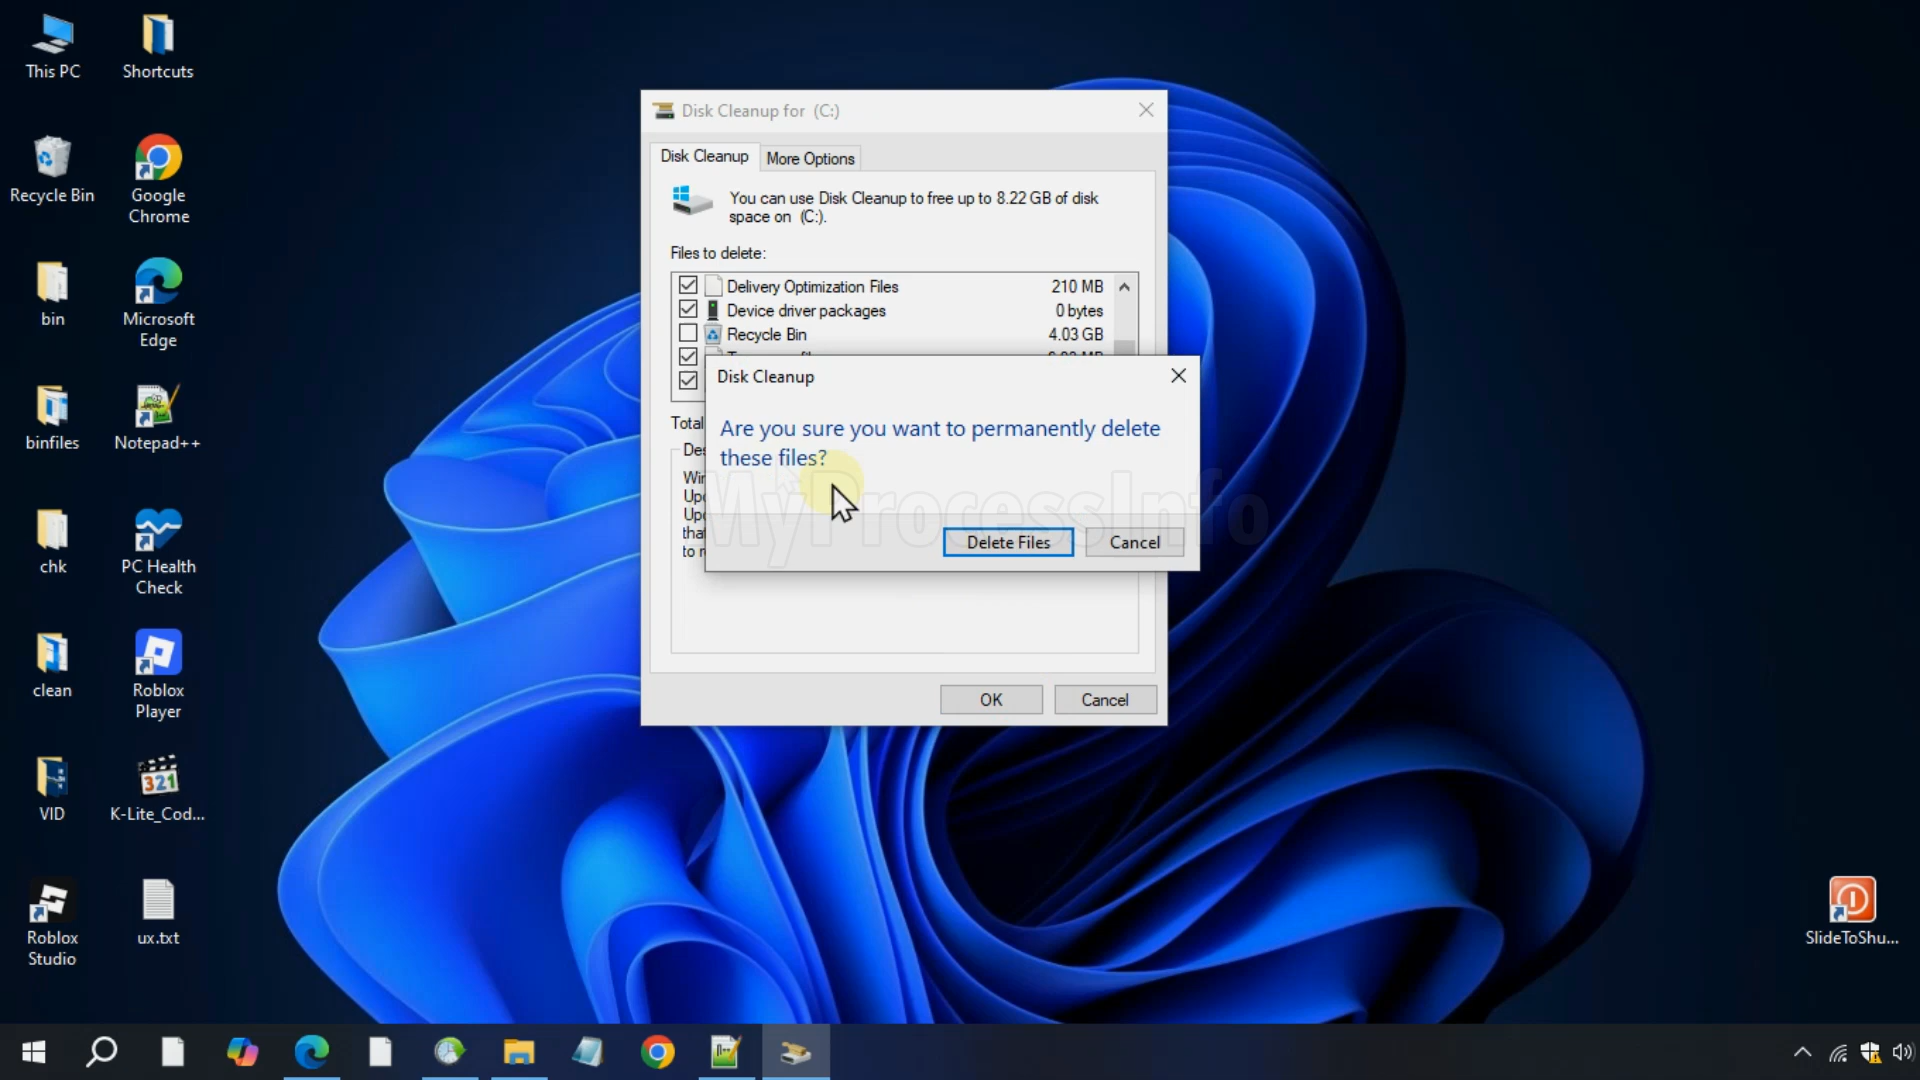 This PC
Shortcuts
Recycle Bin
Google
Chrome
bin
Microsoft
Edge
binfiles
Notepad++
chk
PC Health
Check
clean
Roblox
Player
VID
K-Lite_Cod...
Roblox
Studio
ux.txt
SlideToShu...
Disk Cleanup for (C:)
Disk Cleanup
More Options
You can use Disk Cleanup to free up to 8.22 GB of disk
space on (C:).
Files to delete:
Delivery Optimization Files 210 MB
Device driver packages 0 bytes
Recycle Bin 4.03 GB
Total
Disk Cleanup
Are you sure you want to permanently delete
these files?
MyProcessInfo
Delete Files
Cancel
OK
Cancel